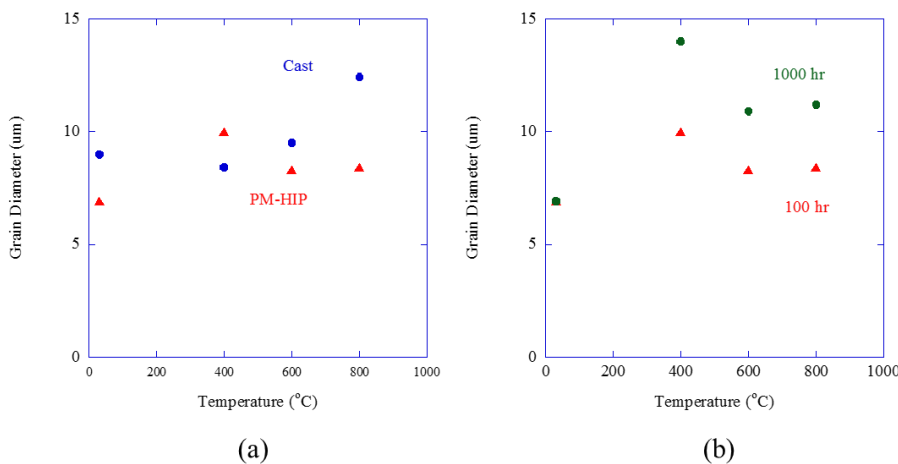 15
10
5
0
Grain Diameter (um)
Cast
PM-HIP
0 200 400 600 800 1000
Temperature (°C)
(a)
15
10
5
0
Grain Diameter (um)
1000 hr
100 hr
0 200 400 600 800 1000
Temperature (°C)
(b)